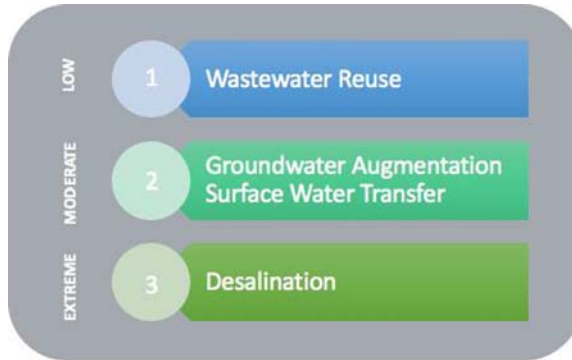 LOW
1
Wastewater Reuse
MODERATE
2
Groundwater Augmentation
Surface Water Transfer
EXTREME
3
Desalination